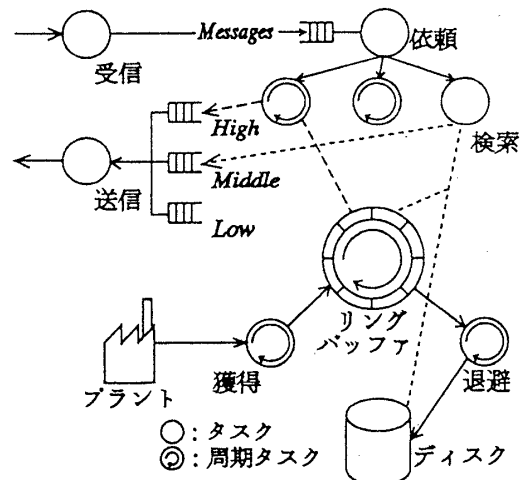 Messages
依頼
受信
High
検索
Middle
送信
Low
リング
バッファ
プラント
獲得
退避
○：タスク
：周期タスク
ディスク